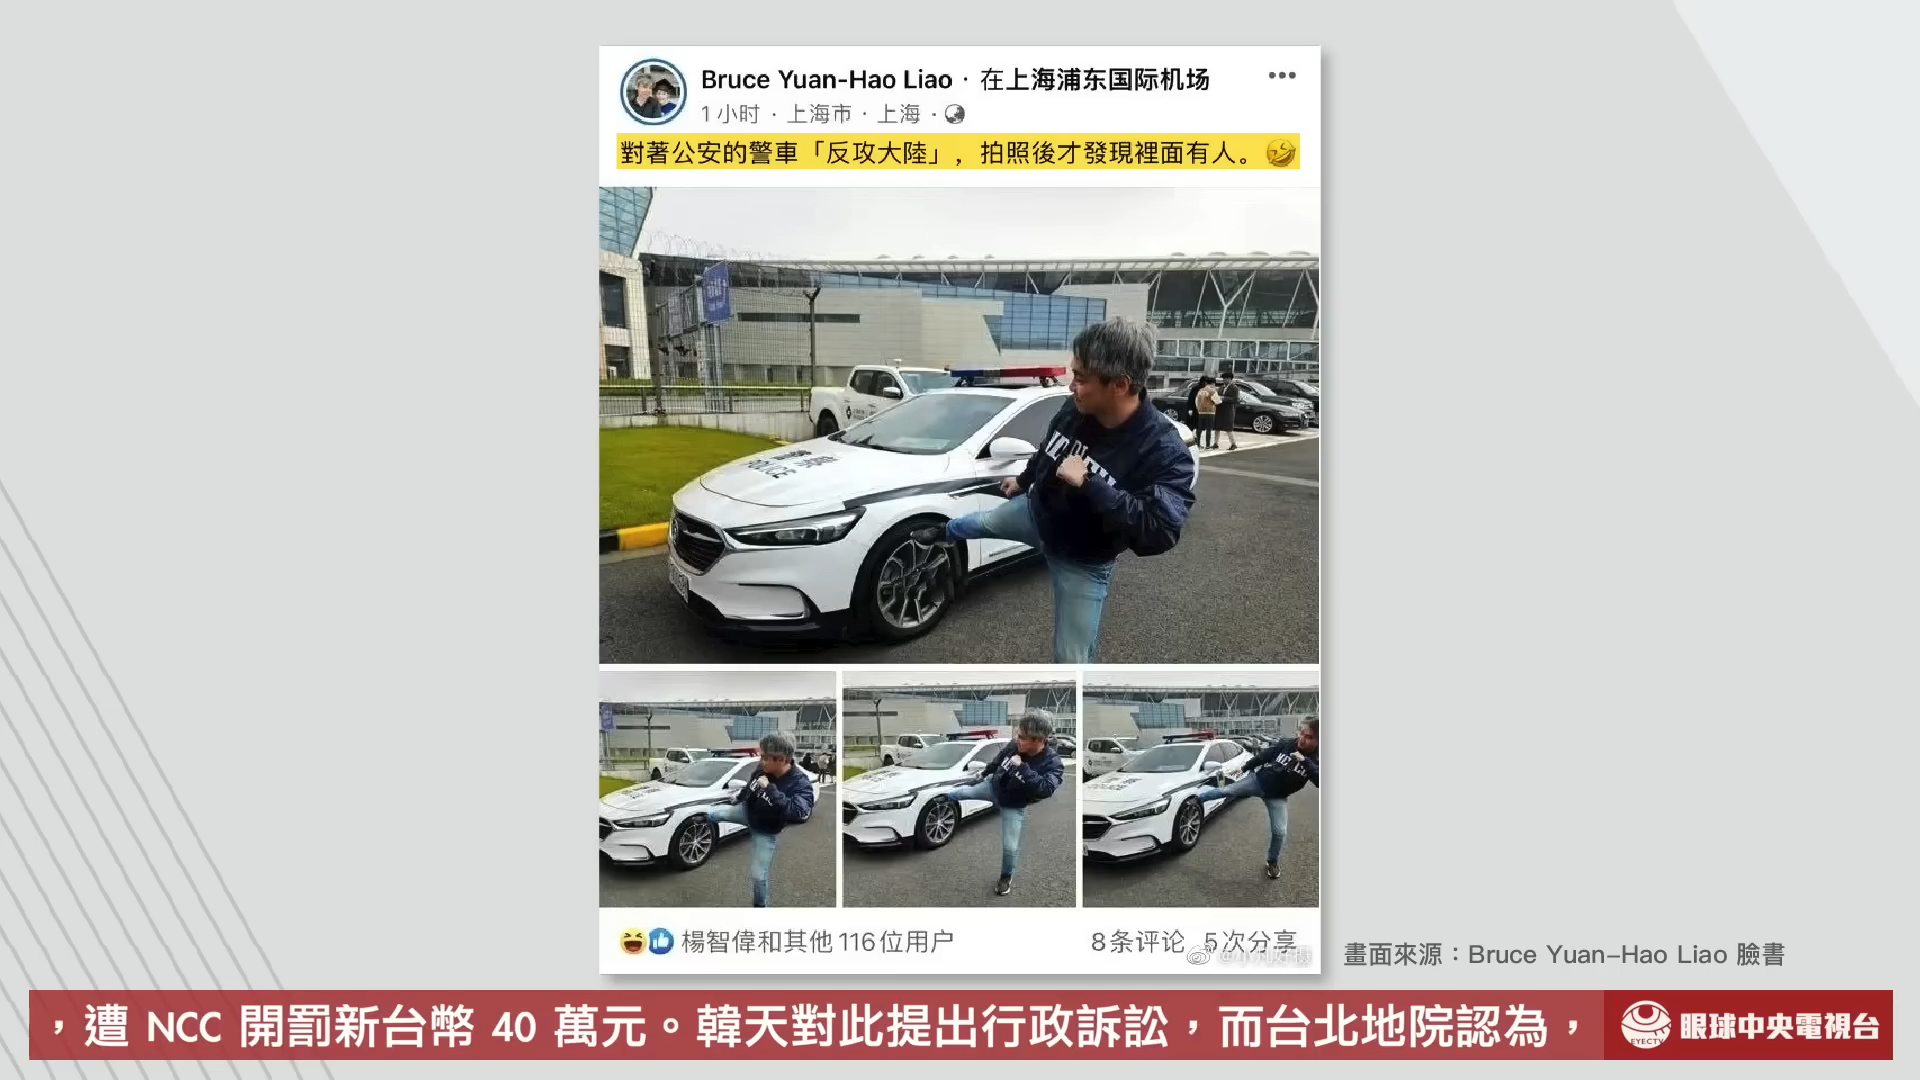 Bruce Yuan-Hao Liao · 在上海浦东国际机场
1 小时 · 上海市 · 上海 ·
對著公安的警車「反攻大陸」，拍照後才發現裡面有人。🤣
警察
POLICE
楊智偉和其他 116 位用户
8条评论 5次分享
畫面來源：Bruce Yuan-Hao Liao 臉書
，遭 NCC 開罰新台幣 40 萬元。韓天對此提出行政訴訟，而台北地院認為，
EYECTV
眼球中央電視台